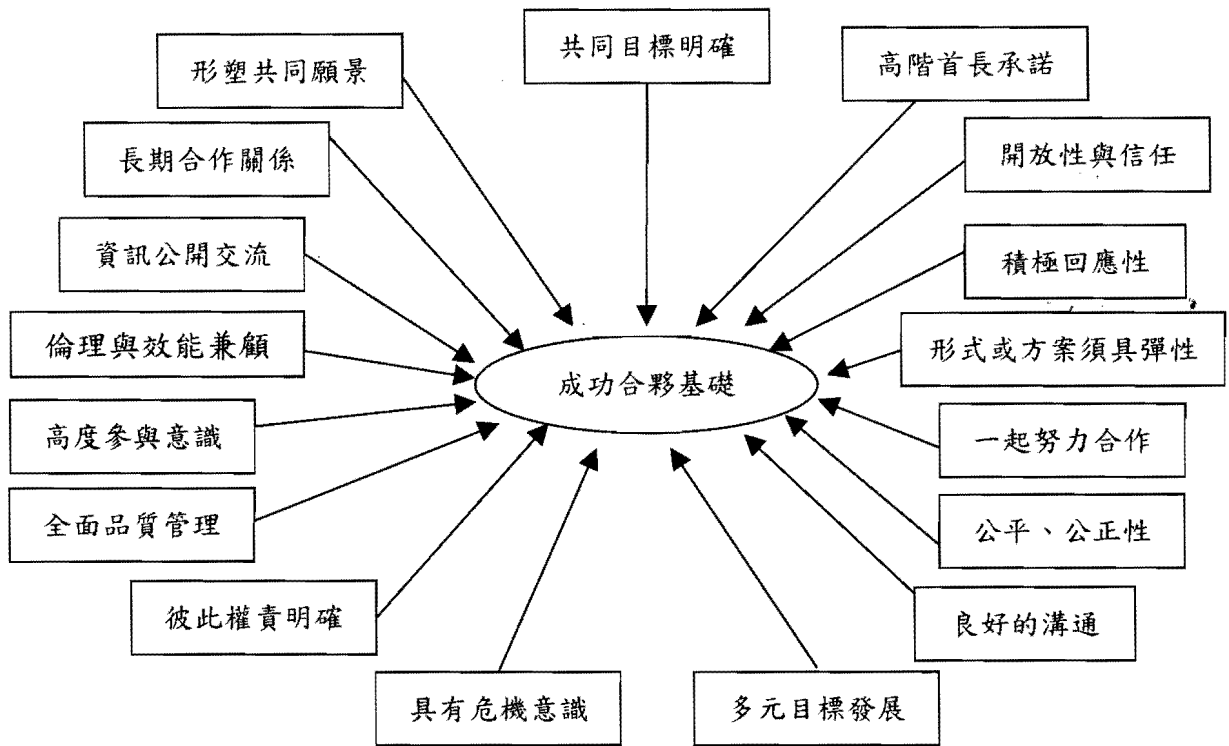 共同目標明確
形塑共同願景
高階首長承諾
長期合作關係
開放性與信任
資訊公開交流
積極回應性
倫理與效能兼顧
形式或方案須具彈性
成功合夥基礎
高度參與意識
一起努力合作
全面品質管理
公平、公正性
彼此權責明確
良好的溝通
具有危機意識
多元目標發展